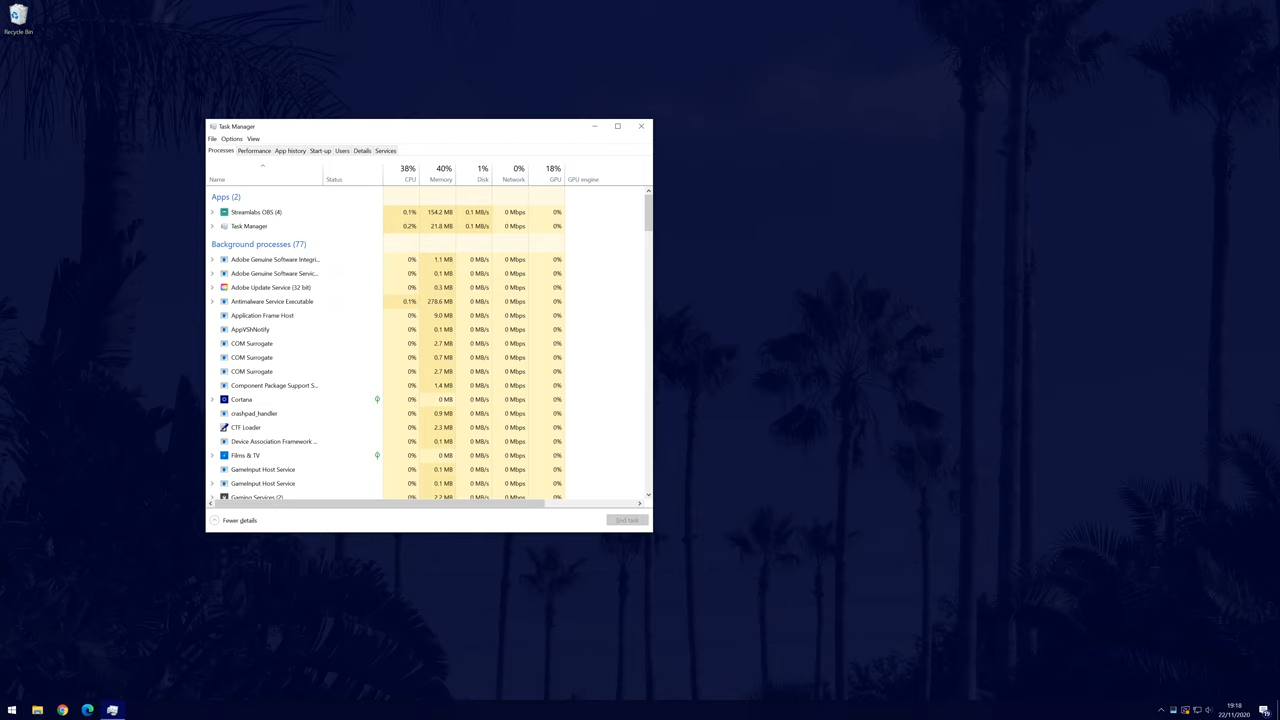 Recycle Bin
Task Manager
File Options View
Processes Performance App history Start-up Users Details Services
38% 40% 1% 0% 18%
Name Status CPU Memory Disk Network GPU GPU engine
Apps (2)
Streamlabs OBS (4) 0.1% 154.2 MB 0.1 MB/s 0 Mbps 0%
Task Manager 0.2% 21.8 MB 0.1 MB/s 0 Mbps 0%
Background processes (77)
Adobe Genuine Software Integri... 0% 1.1 MB 0 MB/s 0 Mbps 0%
Adobe Genuine Software Servic... 0% 0.1 MB 0 MB/s 0 Mbps 0%
Adobe Update Service (32 bit) 0% 0.3 MB 0 MB/s 0 Mbps 0%
Antimalware Service Executable 0.1% 278.6 MB 0 MB/s 0 Mbps 0%
Application Frame Host 0% 9.0 MB 0 MB/s 0 Mbps 0%
AppVShNotify 0% 0.1 MB 0 MB/s 0 Mbps 0%
COM Surrogate 0% 2.7 MB 0 MB/s 0 Mbps 0%
COM Surrogate 0% 0.7 MB 0 MB/s 0 Mbps 0%
COM Surrogate 0% 2.7 MB 0 MB/s 0 Mbps 0%
Component Package Support S... 0% 1.4 MB 0 MB/s 0 Mbps 0%
Cortana 0% 0 MB 0 MB/s 0 Mbps 0%
crashpad_handler 0% 0.9 MB 0 MB/s 0 Mbps 0%
CTF Loader 0% 2.3 MB 0 MB/s 0 Mbps 0%
Device Association Framework ... 0% 0.1 MB 0 MB/s 0 Mbps 0%
Films & TV 0% 0 MB 0 MB/s 0 Mbps 0%
GameInput Host Service 0% 0.1 MB 0 MB/s 0 Mbps 0%
GameInput Host Service 0% 0.1 MB 0 MB/s 0 Mbps 0%
Gaming Services (2) 0% 2.2 MB 0 MB/s 0 Mbps 0%
Fewer details End task
19:18
22/11/2020